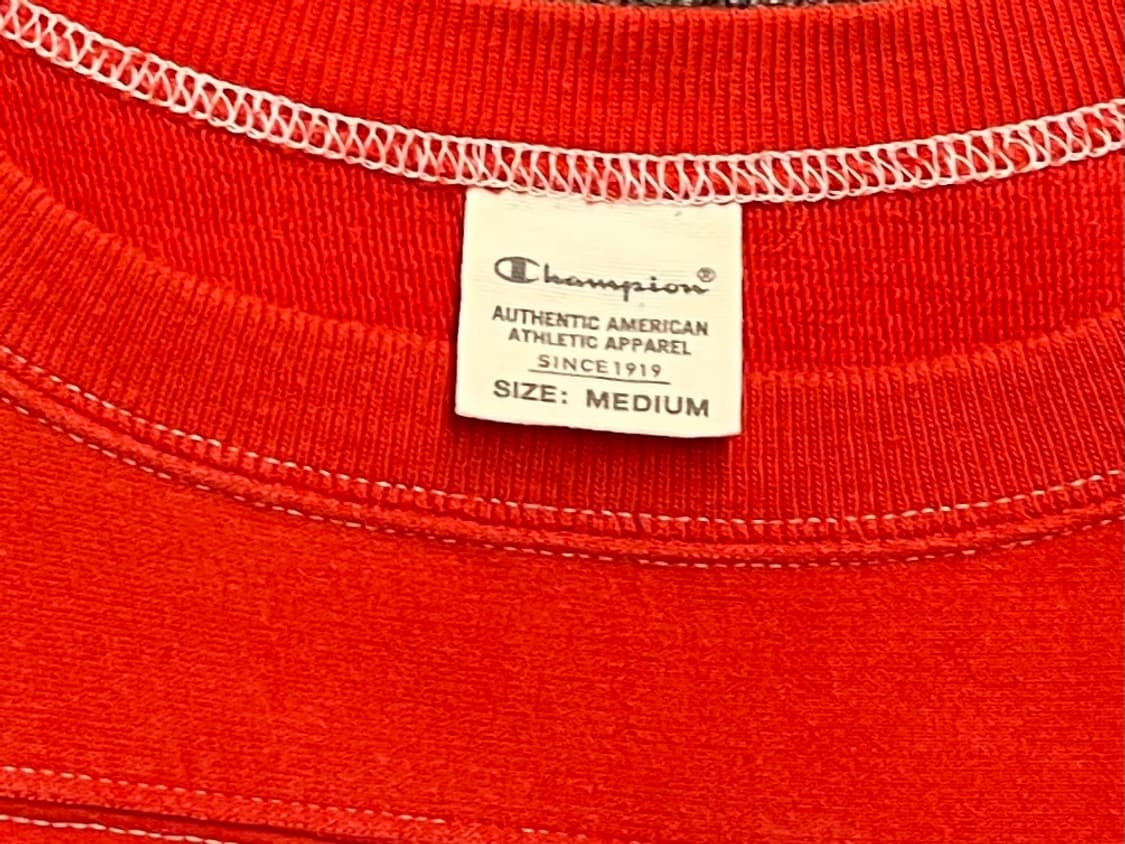 Champion®
AUTHENTIC AMERICAN
ATHLETIC APPAREL
SINCE 1919
SIZE: MEDIUM